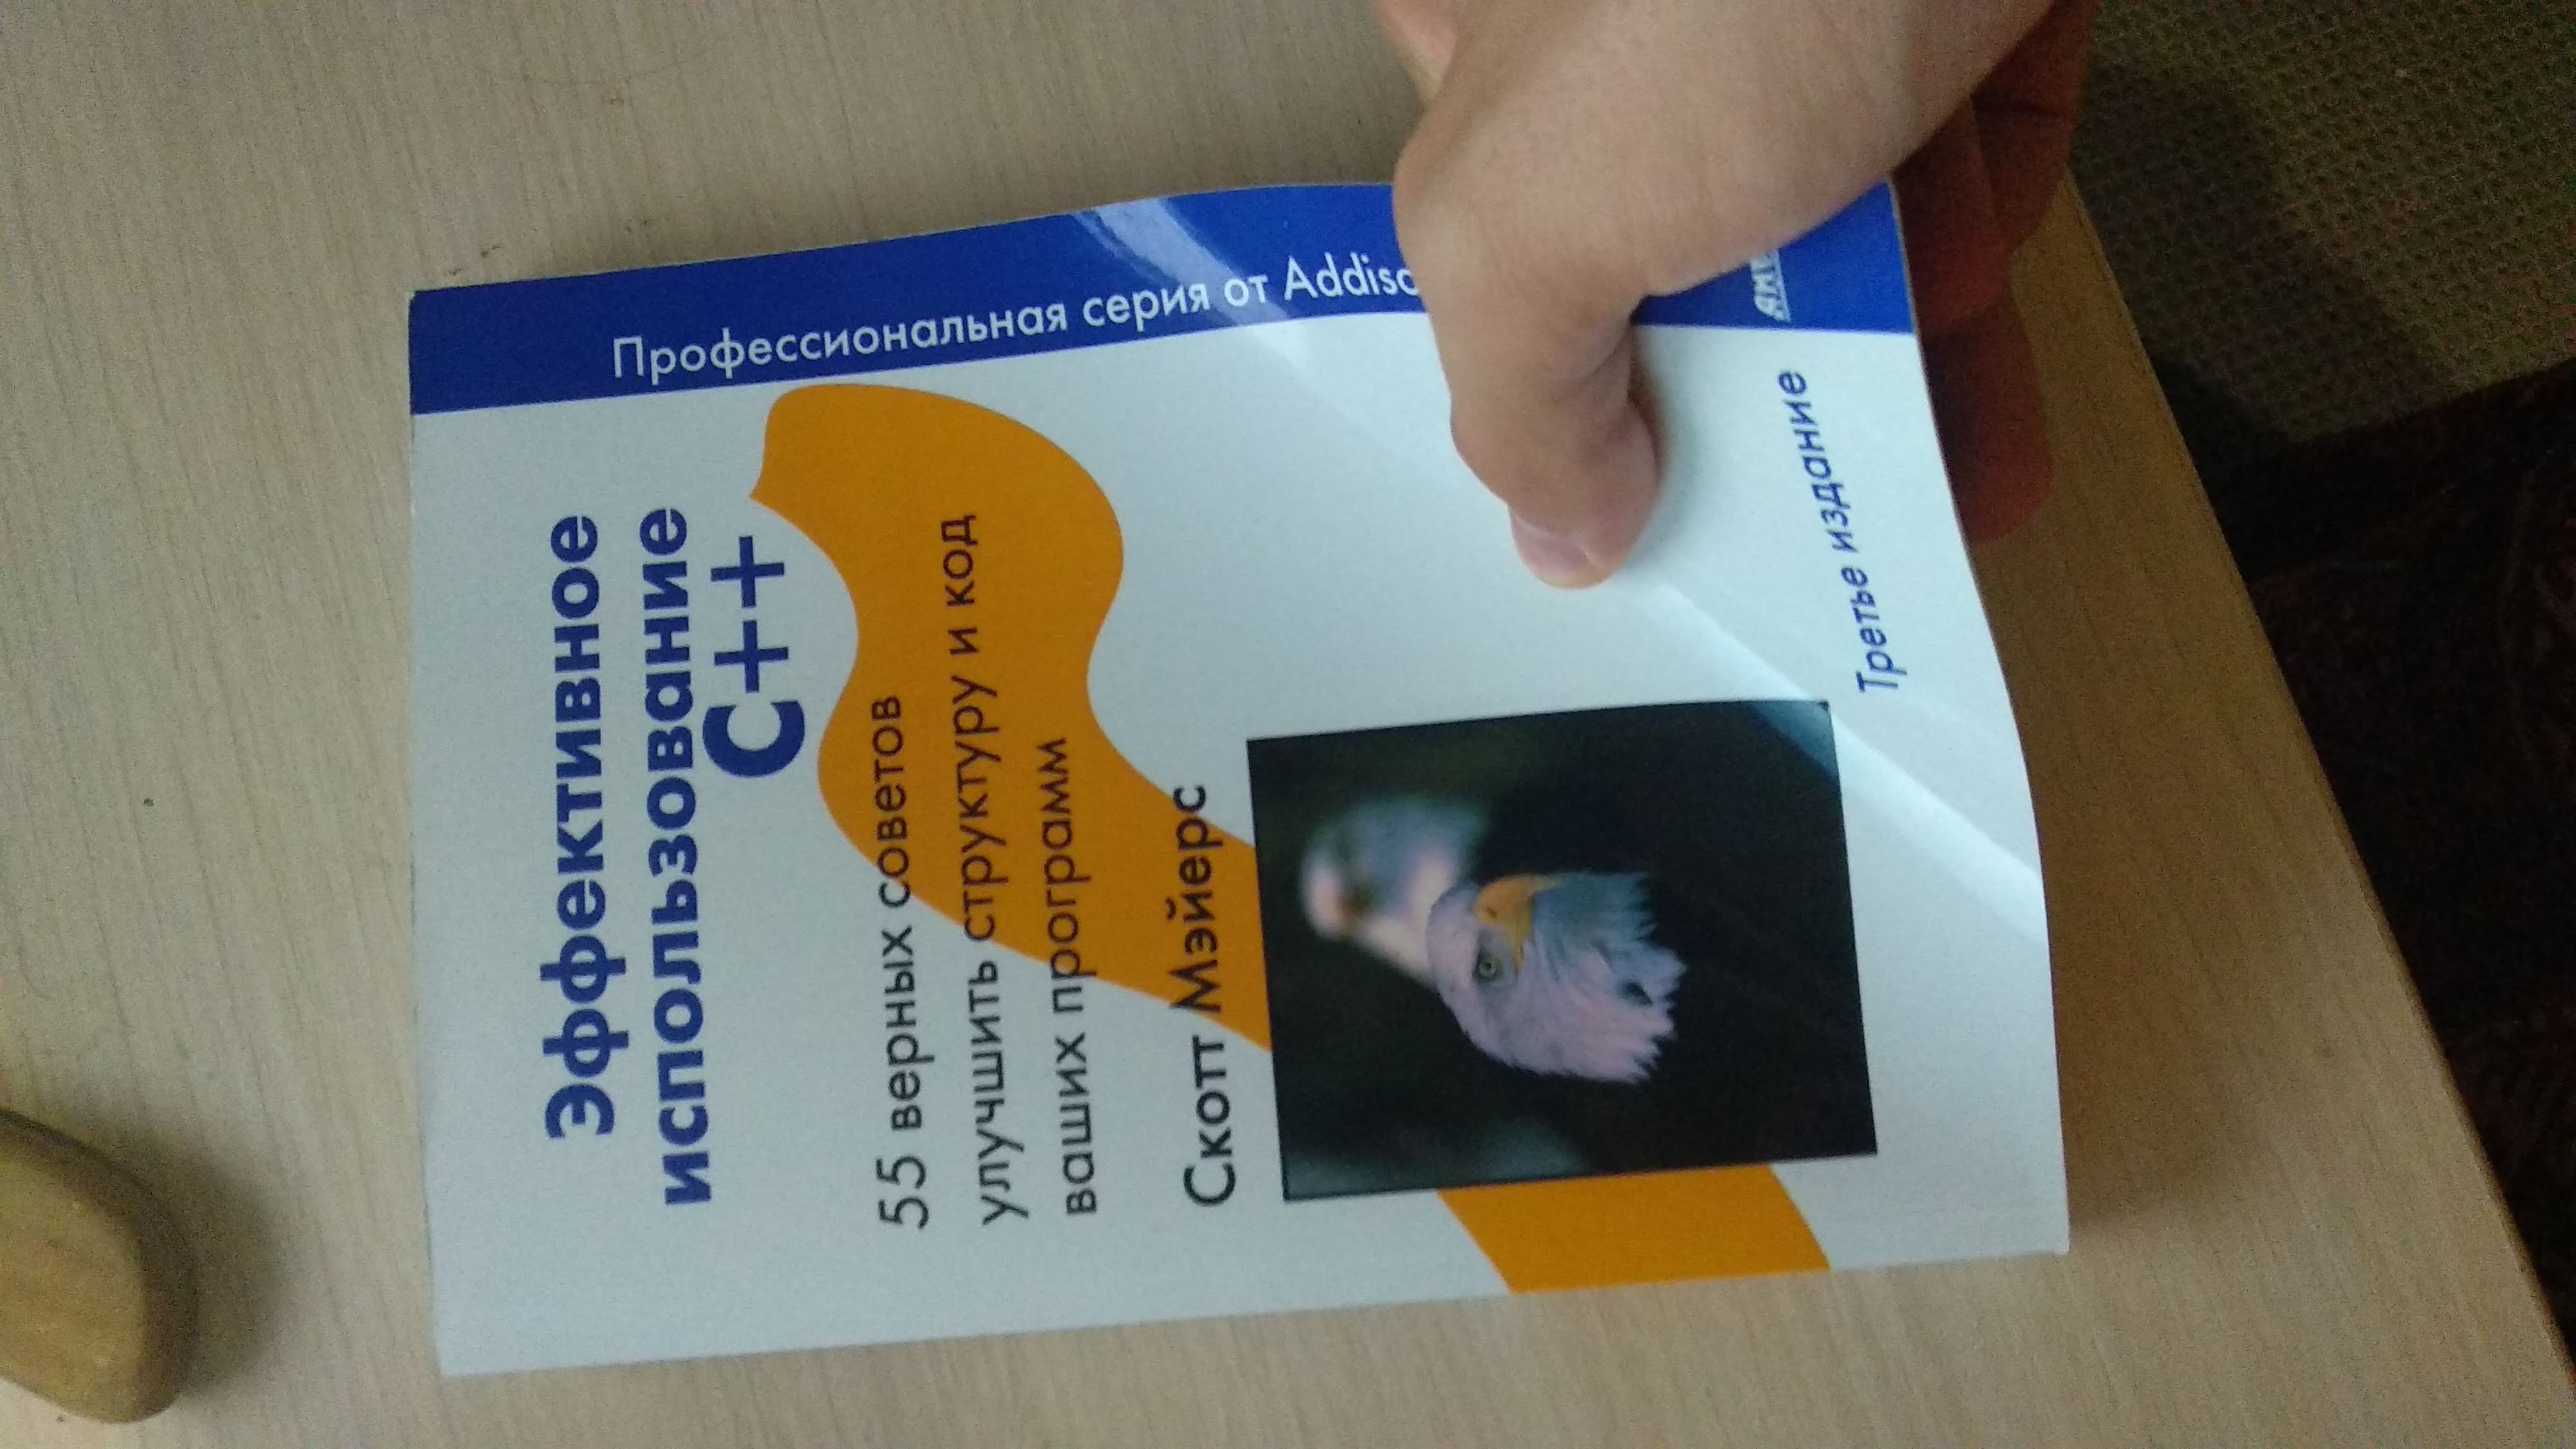 Эффективное
использование
C++
55 верных советов
улучшить структуру и код
ваших программ
Скотт Мэйерс
Третье издание
Профессиональная серия от